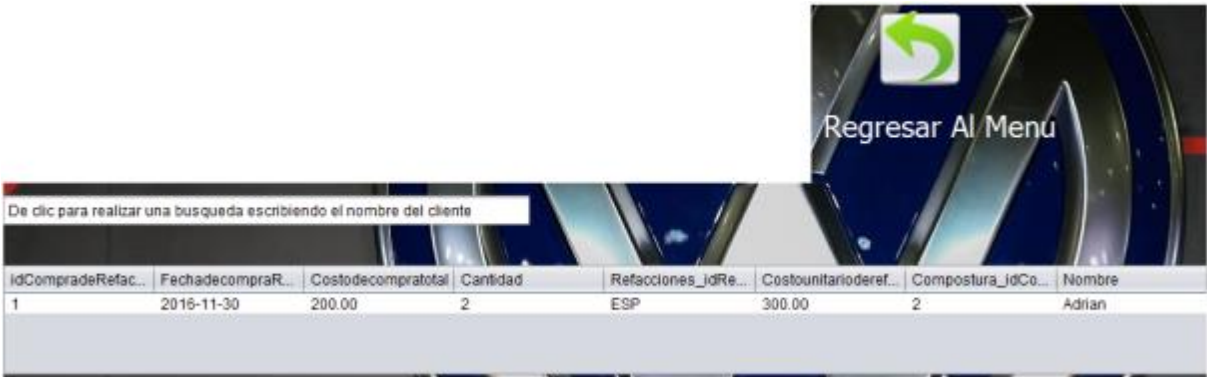 Regresar Al Menu
De clic para realizar una busqueda escribiendo el nombre del cliente
idCompradeRefac... FechadecompraR... Costodecompratotal Cantidad Refacciones_idRe... Costounitarioderef... Compostura_idCo... Nombre
1 2016-11-30 200.00 2 ESP 300.00 2 Adrian